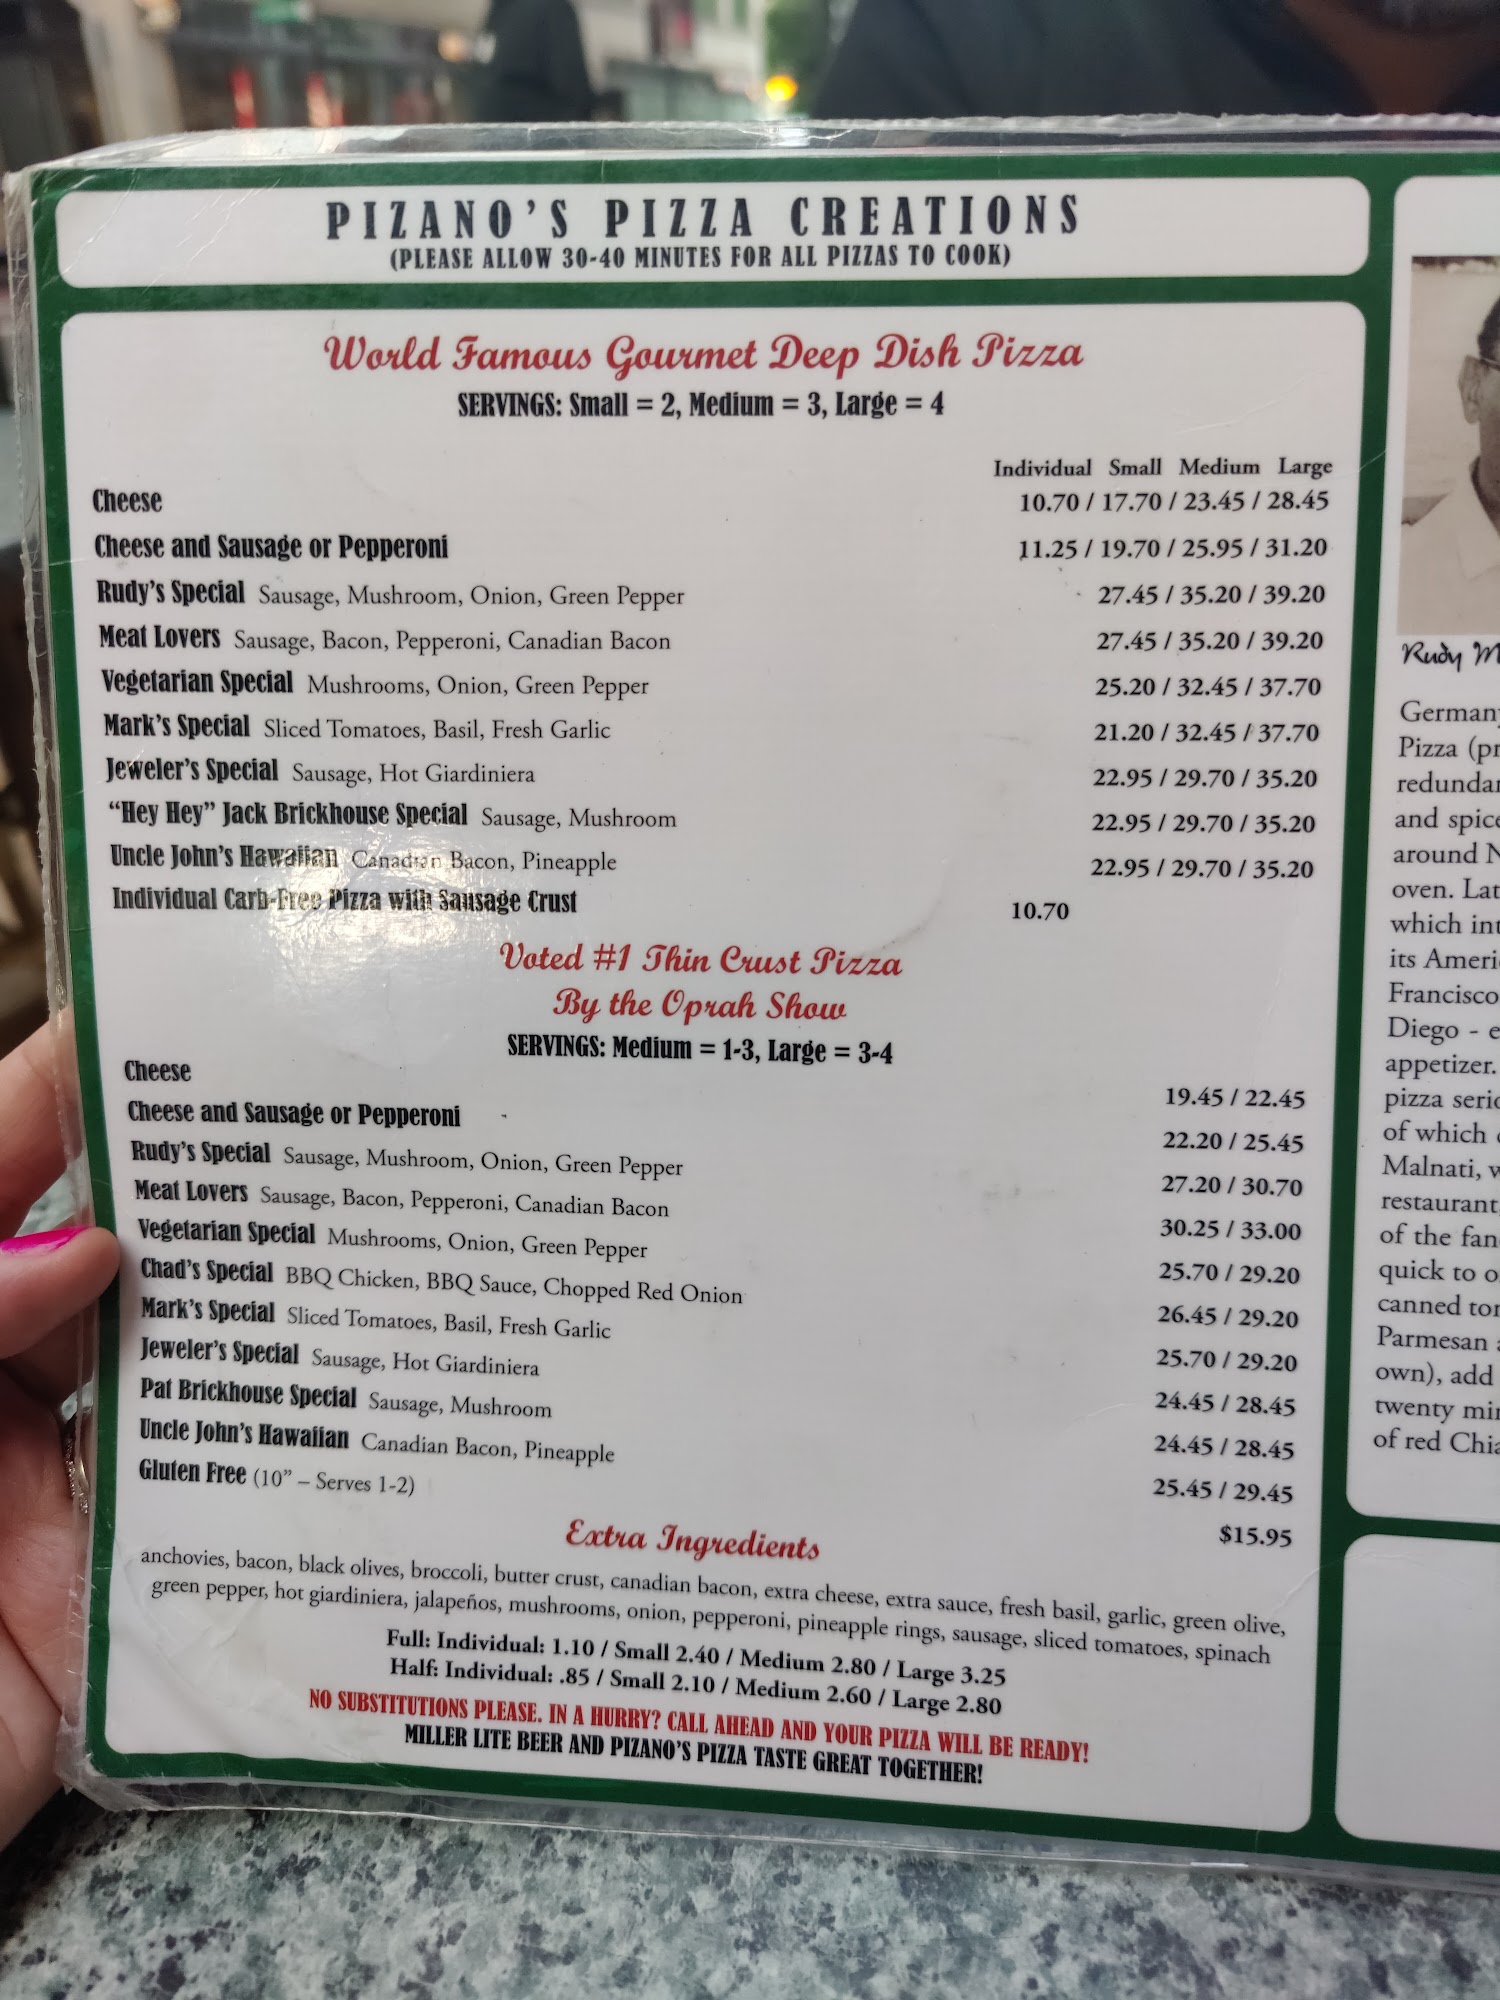 PIZANO'S PIZZA CREATIONS
(PLEASE ALLOW 30-40 MINUTES FOR ALL PIZZAS TO COOK)
World Famous Gourmet Deep Dish Pizza
SERVINGS: Small = 2, Medium = 3, Large = 4
Individual Small Medium Large
Cheese 10.70 / 17.70 / 23.45 / 28.45
Cheese and Sausage or Pepperoni 11.25 / 19.70 / 25.95 / 31.20
Rudy's Special Sausage, Mushroom, Onion, Green Pepper 27.45 / 35.20 / 39.20
Meat Lovers Sausage, Bacon, Pepperoni, Canadian Bacon 27.45 / 35.20 / 39.20
Vegetarian Special Mushrooms, Onion, Green Pepper 25.20 / 32.45 / 37.70
Mark's Special Sliced Tomatoes, Basil, Fresh Garlic 21.20 / 32.45 / 37.70
Jeweler's Special Sausage, Hot Giardiniera 22.95 / 29.70 / 35.20
"Hey Hey" Jack Brickhouse Special Sausage, Mushroom 22.95 / 29.70 / 35.20
Uncle John's Hawaiian Canadian Bacon, Pineapple 22.95 / 29.70 / 35.20
Individual Carb-Free Pizza with Sausage Crust 10.70
Voted #1 Thin Crust Pizza
By the Oprah Show
SERVINGS: Medium = 1-3, Large = 3-4
Cheese 19.45 / 22.45
Cheese and Sausage or Pepperoni 22.20 / 25.45
Rudy's Special Sausage, Mushroom, Onion, Green Pepper 27.20 / 30.70
Meat Lovers Sausage, Bacon, Pepperoni, Canadian Bacon 30.25 / 33.00
Vegetarian Special Mushrooms, Onion, Green Pepper 25.70 / 29.20
Chad's Special BBQ Chicken, BBQ Sauce, Chopped Red Onion 26.45 / 29.20
Mark's Special Sliced Tomatoes, Basil, Fresh Garlic 25.70 / 29.20
Jeweler's Special Sausage, Hot Giardiniera 24.45 / 28.45
Pat Brickhouse Special Sausage, Mushroom 24.45 / 28.45
Uncle John's Hawaiian Canadian Bacon, Pineapple 25.45 / 29.45
Gluten Free (10" – Serves 1-2) $15.95
Extra Ingredients
anchovies, bacon, black olives, broccoli, butter crust, canadian bacon, extra cheese, extra sauce, fresh basil, garlic, green olive,
green pepper, hot giardiniera, jalapeños, mushrooms, onion, pepperoni, pineapple rings, sausage, sliced tomatoes, spinach
Full: Individual: 1.10 / Small 2.40 / Medium 2.80 / Large 3.25
Half: Individual: .85 / Small 2.10 / Medium 2.60 / Large 2.80
NO SUBSTITUTIONS PLEASE. IN A HURRY? CALL AHEAD AND YOUR PIZZA WILL BE READY!
MILLER LITE BEER AND PIZANO'S PIZZA TASTE GREAT TOGETHER!
Rudy
Pizza
and
around
oven.
its
Francisco
Diego - 
appetizer.
pizza
of which
Malnati,
restaurant
of the
quick to
canned
Parmesan
own), add
twenty
of red